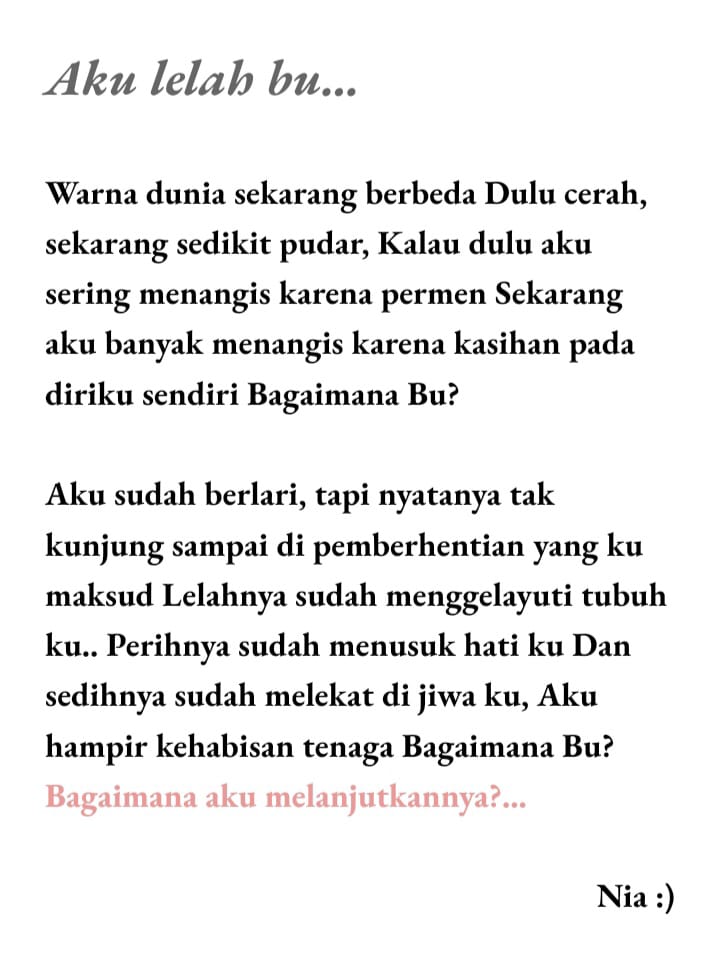 Aku lelah bu...
Warna dunia sekarang berbeda Dulu cerah,
sekarang sedikit pudar, Kalau dulu aku
sering menangis karena permen Sekarang
aku banyak menangis karena kasihan pada
diriku sendiri Bagaimana Bu?
Aku sudah berlari, tapi nyatanya tak
kunjung sampai di pemberhentian yang ku
maksud Lelahnya sudah menggelayuti tubuh
ku.. Perihnya sudah menusuk hati ku Dan
sedihnya sudah melekat di jiwa ku, Aku
hampir kehabisan tenaga Bagaimana Bu?
Bagaimana aku melanjutkannya?...
Nia :)